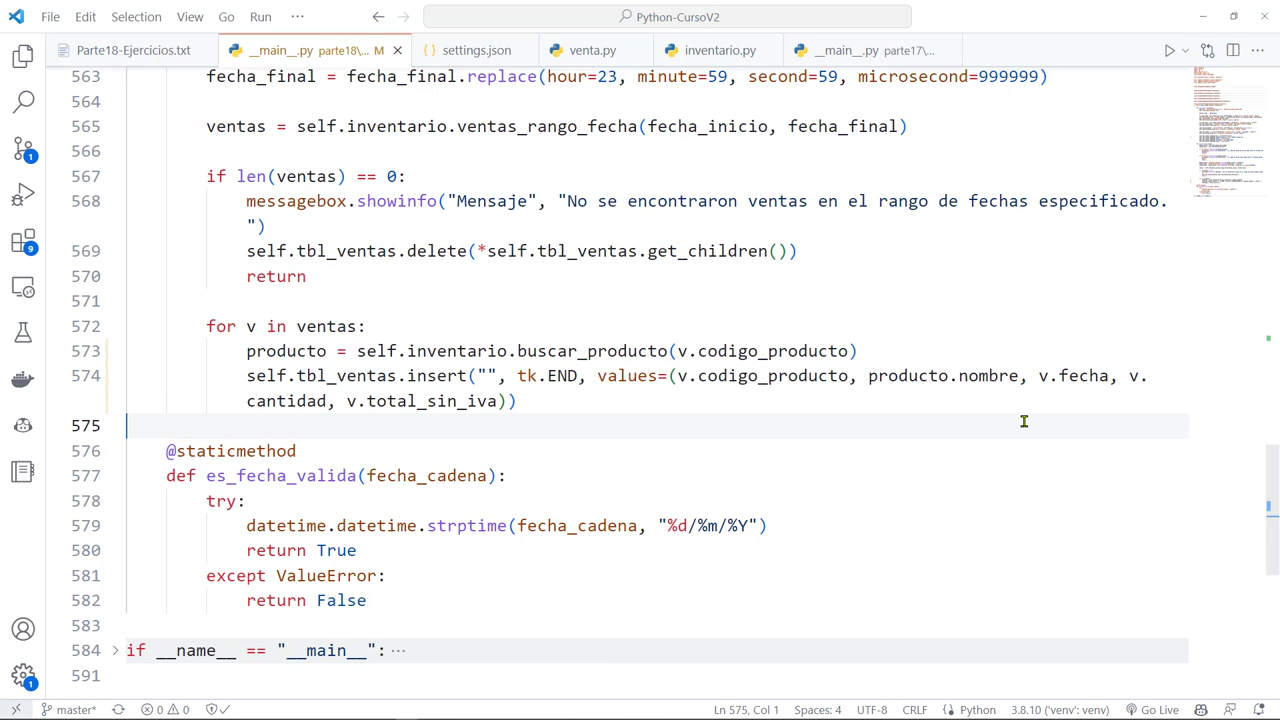 File Edit Selection View Go Run ··· Python-CursoV2
Parte18-Ejercicios.txt __main__.py parte18\... M settings.json venta.py inventario.py __main__.py parte17\...
563 fecha_final = fecha_final.replace(hour=23, minute=59, second=59, microsecond=999999)
564
ventas = self.inventario.
if len(ventas) == 0:
messagebox.showinfo("Mensaje", "No se encontraron ventas en el rango de fechas especificado.
")
569 self.tbl_ventas.delete(*self.tbl_ventas.get_children())
570 return
571
572 for v in ventas:
573 producto = self.inventario.buscar_producto(v.codigo_producto)
574 self.tbl_ventas.insert("", tk.END, values=(v.codigo_producto, producto.nombre, v.fecha, v.
cantidad, v.total_sin_iva))
575
576 @staticmethod
577 def es_fecha_valida(fecha_cadena):
578 try:
579 datetime.datetime.strptime(fecha_cadena, "%d/%m/%Y")
580 return True
581 except ValueError:
582 return False
583
584 if __name__ == "__main__": ···
591
1
9
1
master* 0 0 Ln 575, Col 1 Spaces: 4 UTF-8 CRLF Python 3.8.10 ('venv': venv) Go Live